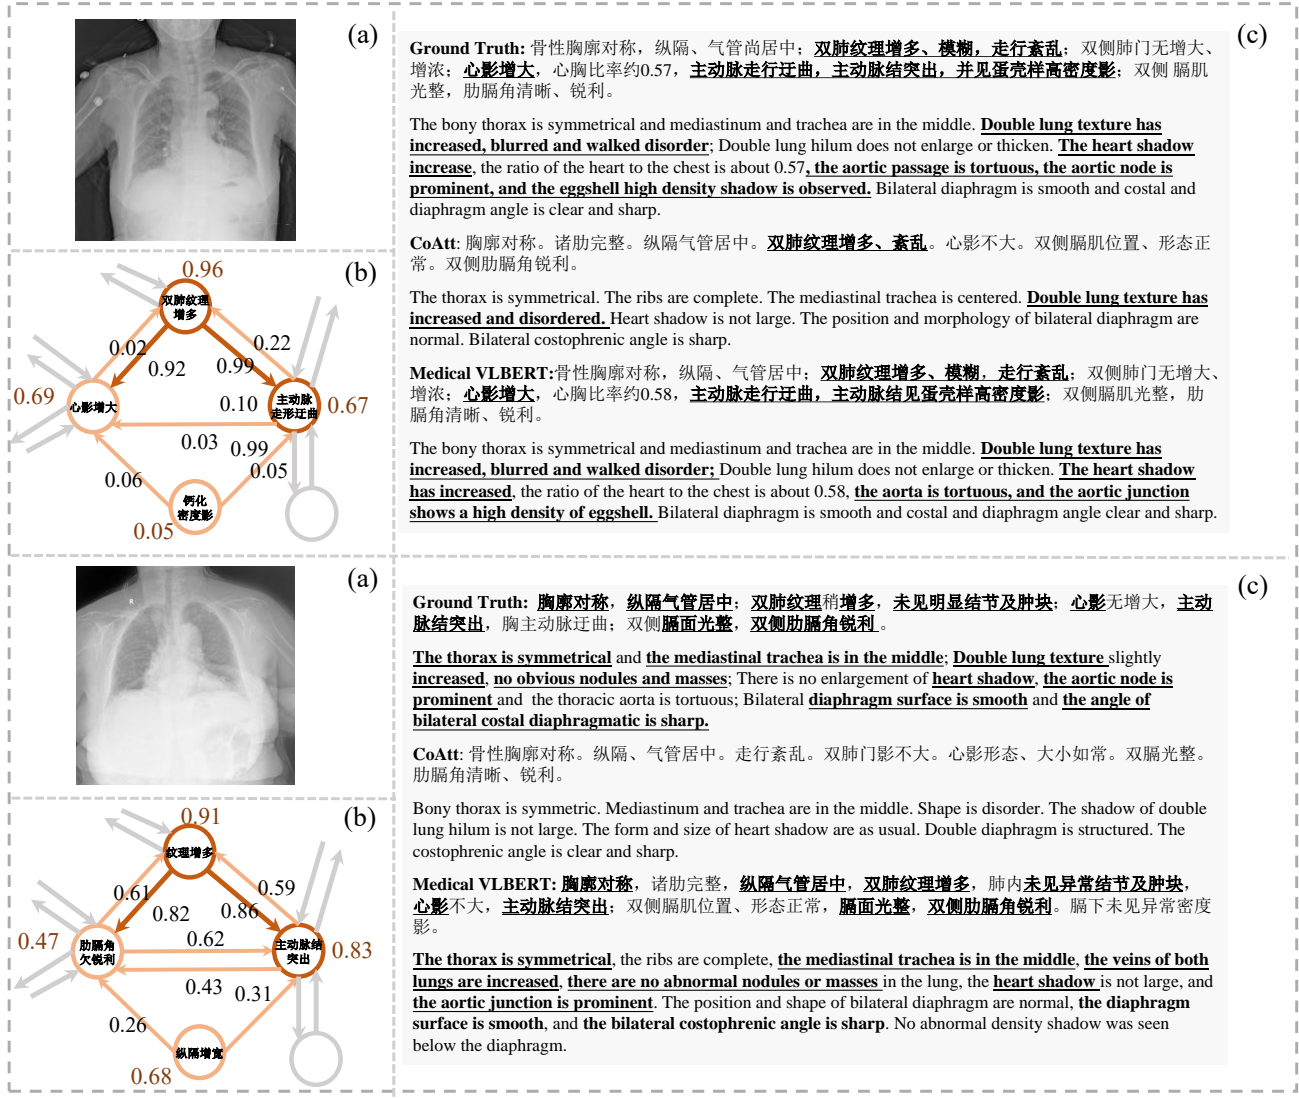 (a)
(b)
0.96
双肺纹理
增多
0.02
0.92
0.22
0.99
0.69
心影增大
0.10
主动脉
走形迂曲
0.67
0.03
0.99
0.06
0.05
钙化
密度影
0.05
(c)
Ground Truth: 骨性胸廓对称，纵隔、气管尚居中；双肺纹理增多、模糊，走行紊乱；双侧肺门无增大、
增浓；心影增大，心胸比率约0.57，主动脉走行迂曲，主动脉结突出，并见蛋壳样高密度影；双侧 膈肌
光整，肋膈角清晰、锐利。
The bony thorax is symmetrical and mediastinum and trachea are in the middle. Double lung texture has
increased, blurred and walked disorder; Double lung hilum does not enlarge or thicken. The heart shadow
increase, the ratio of the heart to the chest is about 0.57, the aortic passage is tortuous, the aortic node is
prominent, and the eggshell high density shadow is observed. Bilateral diaphragm is smooth and costal and
diaphragm angle is clear and sharp.
CoAtt: 胸廓对称。诸肋完整。纵隔气管居中。双肺纹理增多、紊乱。心影不大。双侧膈肌位置、形态正
常。双侧肋膈角锐利。
The thorax is symmetrical. The ribs are complete. The mediastinal trachea is centered. Double lung texture has
increased and disordered. Heart shadow is not large. The position and morphology of bilateral diaphragm are
normal. Bilateral costophrenic angle is sharp.
Medical VLBERT:骨性胸廓对称，纵隔、气管居中；双肺纹理增多、模糊，走行紊乱；双侧肺门无增大、
增浓；心影增大，心胸比率约0.58，主动脉走行迂曲，主动脉结见蛋壳样高密度影；双侧膈肌光整，肋
膈角清晰、锐利。
The bony thorax is symmetrical and mediastinum and trachea are in the middle. Double lung texture has
increased, blurred and walked disorder; Double lung hilum does not enlarge or thicken. The heart shadow
has increased, the ratio of the heart to the chest is about 0.58, the aorta is tortuous, and the aortic junction
shows a high density of eggshell. Bilateral diaphragm is smooth and costal and diaphragm angle clear and sharp.
(a)
R
(b)
0.91
纹理增多
0.61
0.82
0.59
0.86
0.47
肋膈角
欠锐利
0.62
主动脉结
突出
0.83
0.43
0.31
0.26
纵隔增宽
0.68
(c)
Ground Truth: 胸廓对称，纵隔气管居中；双肺纹理稍增多，未见明显结节及肿块；心影无增大，主动
脉结突出，胸主动脉迂曲；双侧膈面光整，双侧肋膈角锐利 。
The thorax is symmetrical and the mediastinal trachea is in the middle; Double lung texture slightly
increased, no obvious nodules and masses; There is no enlargement of heart shadow, the aortic node is
prominent and the thoracic aorta is tortuous; Bilateral diaphragm surface is smooth and the angle of
bilateral costal diaphragmatic is sharp.
CoAtt: 骨性胸廓对称。纵隔、气管居中。走行紊乱。双肺门影不大。心影形态、大小如常。双膈光整。
肋膈角清晰、锐利。
Bony thorax is symmetric. Mediastinum and trachea are in the middle. Shape is disorder. The shadow of double
lung hilum is not large. The form and size of heart shadow are as usual. Double diaphragm is structured. The
costophrenic angle is clear and sharp.
Medical VLBERT: 胸廓对称，诸肋完整，纵隔气管居中，双肺纹理增多，肺内未见异常结节及肿块，
心影不大，主动脉结突出；双侧膈肌位置、形态正常，膈面光整，双侧肋膈角锐利。膈下未见异常密度
影。
The thorax is symmetrical, the ribs are complete, the mediastinal trachea is in the middle, the veins of both
lungs are increased, there are no abnormal nodules or masses in the lung, the heart shadow is not large, and
the aortic junction is prominent. The position and shape of bilateral diaphragm are normal, the diaphragm
surface is smooth, and the bilateral costophrenic angle is sharp. No abnormal density shadow was seen
below the diaphragm.